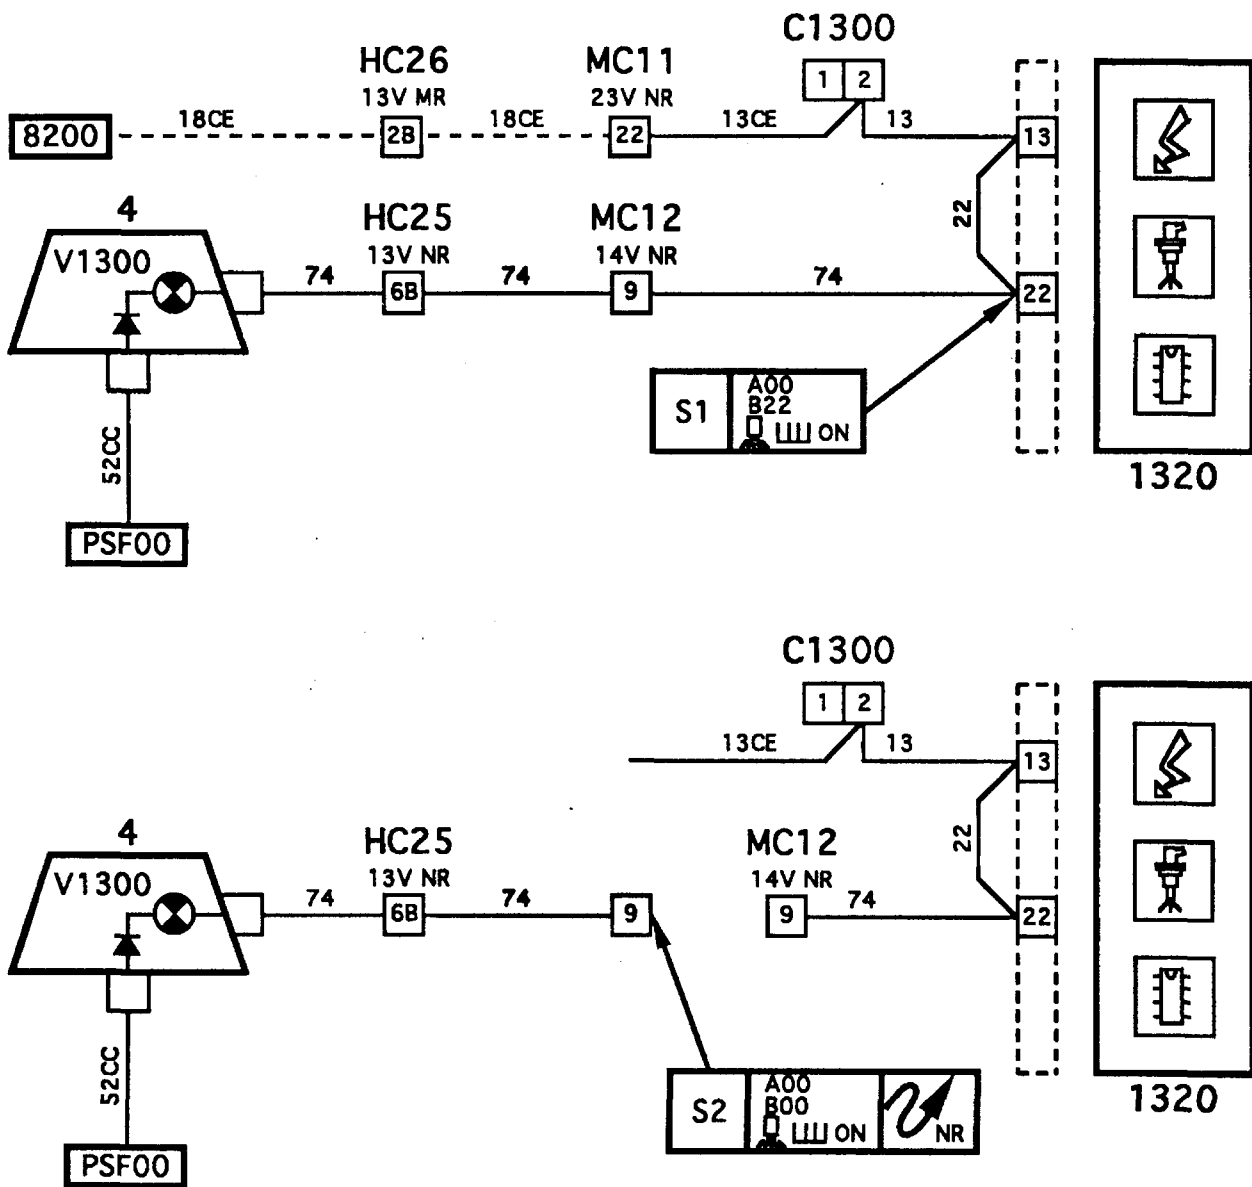 C1300
HC26
MC11
13V MR
23V NR
1 2
8200
18CE
2B
18CE
22
13CE
13
13
4
HC25
MC12
V1300
13V NR
14V NR
22
74
6B
74
9
74
22
S1
A00
B22
ON
52CC
1320
PSF00
C1300
1 2
13CE
13
13
4
HC25
MC12
V1300
13V NR
14V NR
22
74
6B
74
9
9
74
22
52CC
S2
A00
B00
ON
NR
1320
PSF00